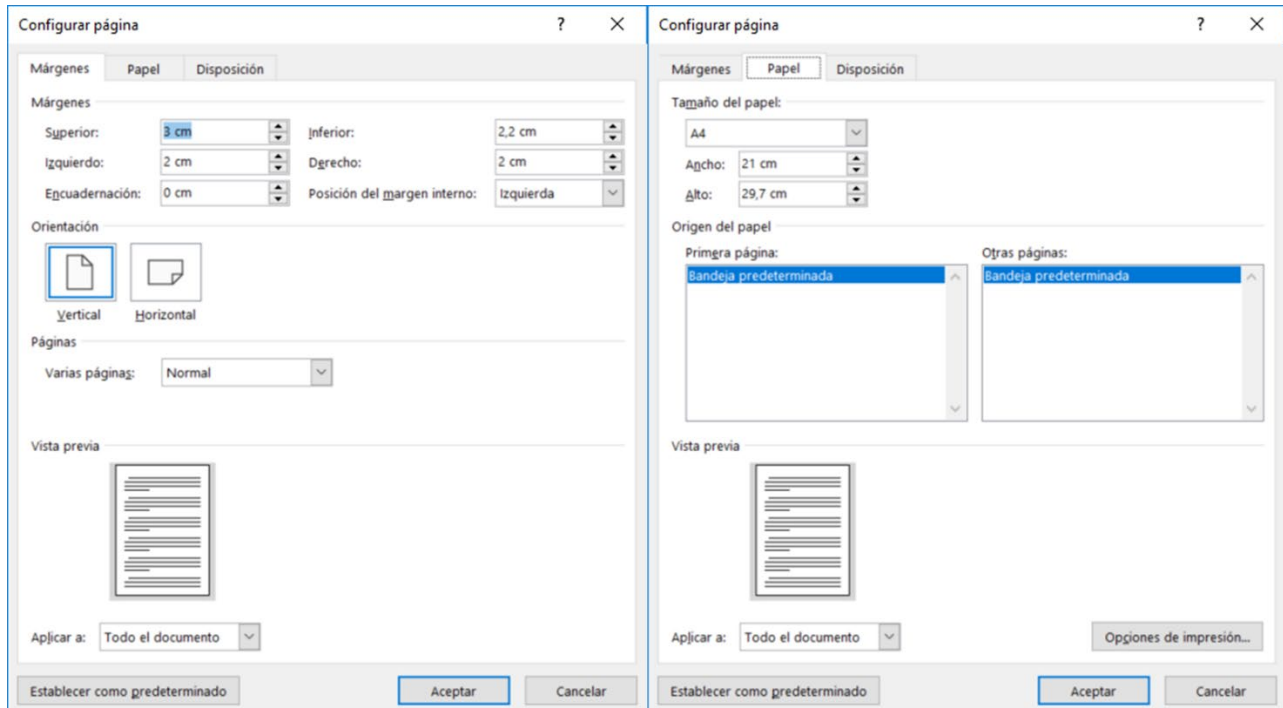 Configurar página ? ×
Márgenes Papel Disposición
Márgenes
Superior: 3 cm Inferior: 2,2 cm
Izquierdo: 2 cm Derecho: 2 cm
Encuadernación: 0 cm Posición del margen interno: Izquierda
Orientación
Vertical Horizontal
Páginas
Varias páginas: Normal
Vista previa
Aplicar a: Todo el documento
Establecer como predeterminado Aceptar Cancelar
Configurar página ? ×
Márgenes Papel Disposición
Tamaño del papel:
A4
Ancho: 21 cm
Alto: 29,7 cm
Origen del papel
Primera página: Otras páginas:
Bandeja predeterminada Bandeja predeterminada
Vista previa
Aplicar a: Todo el documento Opciones de impresión...
Establecer como predeterminado Aceptar Cancelar